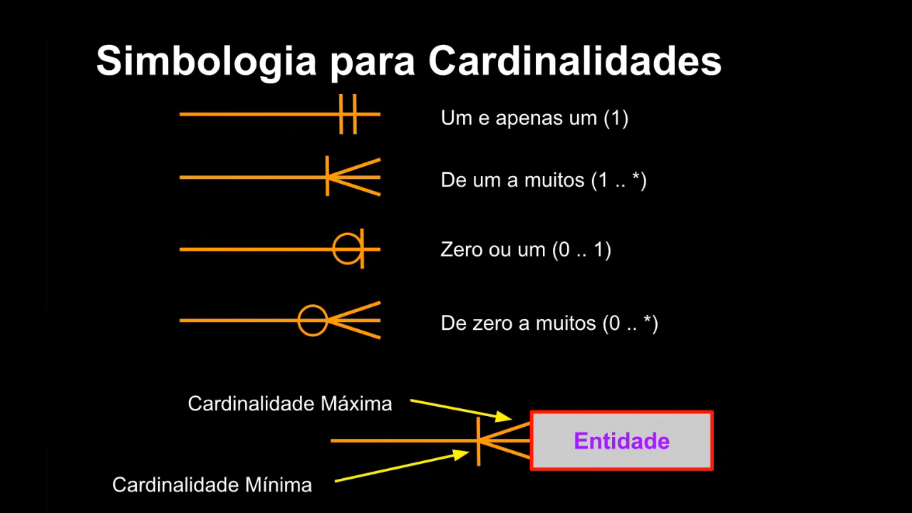 Simbologia para Cardinalidades
Um e apenas um (1)
De um a muitos (1 .. *)
Zero ou um (0 .. 1)
De zero a muitos (0 .. *)
Cardinalidade Máxima
Entidade
Cardinalidade Mínima